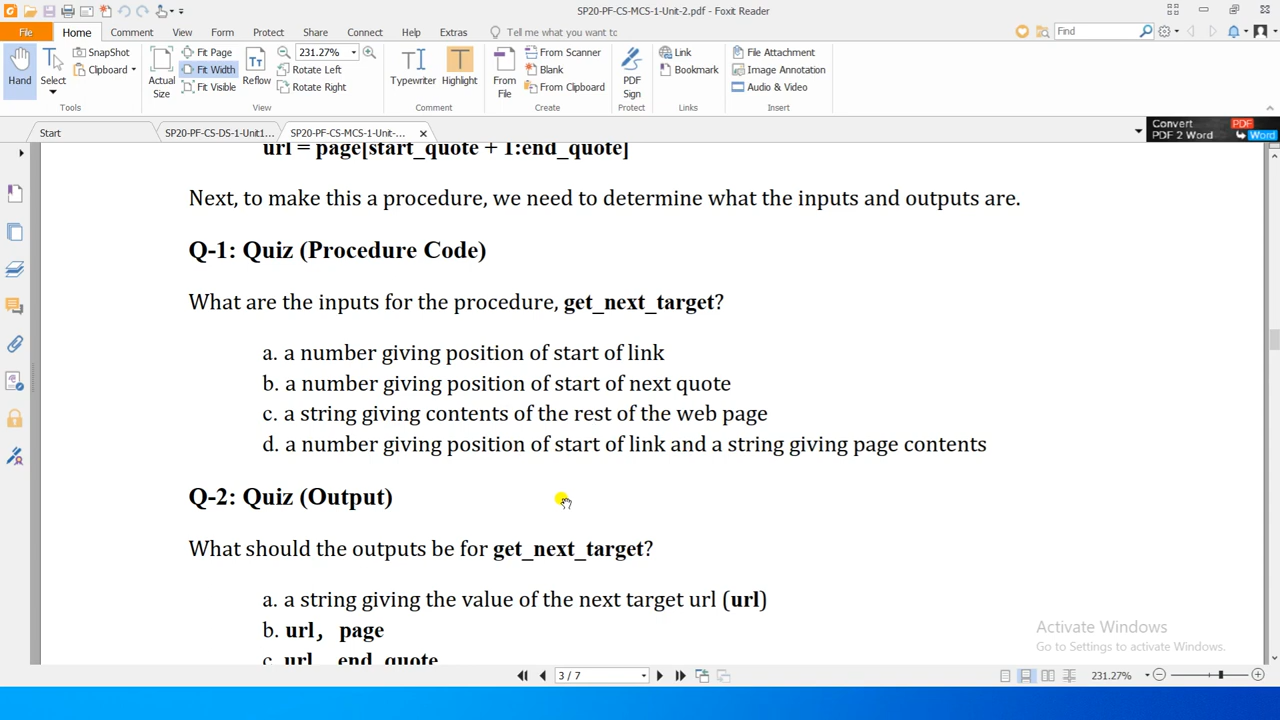 SP20-PF-CS-MCS-1-Unit-2.pdf - Foxit Reader
File Home Comment View Form Protect Share Connect Help Extras Tell me what you want tc Find
Hand
Select
SnapShot
Clipboard
Tools
Actual Size
Fit Page
Fit Width
Fit Visible
Reflow
231.27%
Rotate Left
Rotate Right
View
Typewriter
Highlight
Comment
From File
From Scanner
Blank
From Clipboard
Create
PDF Sign
Protect
Link
Bookmark
Links
File Attachment
Image Annotation
Audio & Video
Insert
Start SP20-PF-CS-DS-1-Unit1... SP20-PF-CS-MCS-1-Unit-...
Convert PDF
PDF 2 Word Word
url = page[start_quote + 1:end_quote]
Next, to make this a procedure, we need to determine what the inputs and outputs are.
Q-1: Quiz (Procedure Code)
What are the inputs for the procedure, get_next_target?
a. a number giving position of start of link
b. a number giving position of start of next quote
c. a string giving contents of the rest of the web page
d. a number giving position of start of link and a string giving page contents
Q-2: Quiz (Output)
What should the outputs be for get_next_target?
a. a string giving the value of the next target url (url)
b. url, page
c. url, end_quote
Activate Windows
Go to Settings to activate Windows.
3 / 7
231.27%